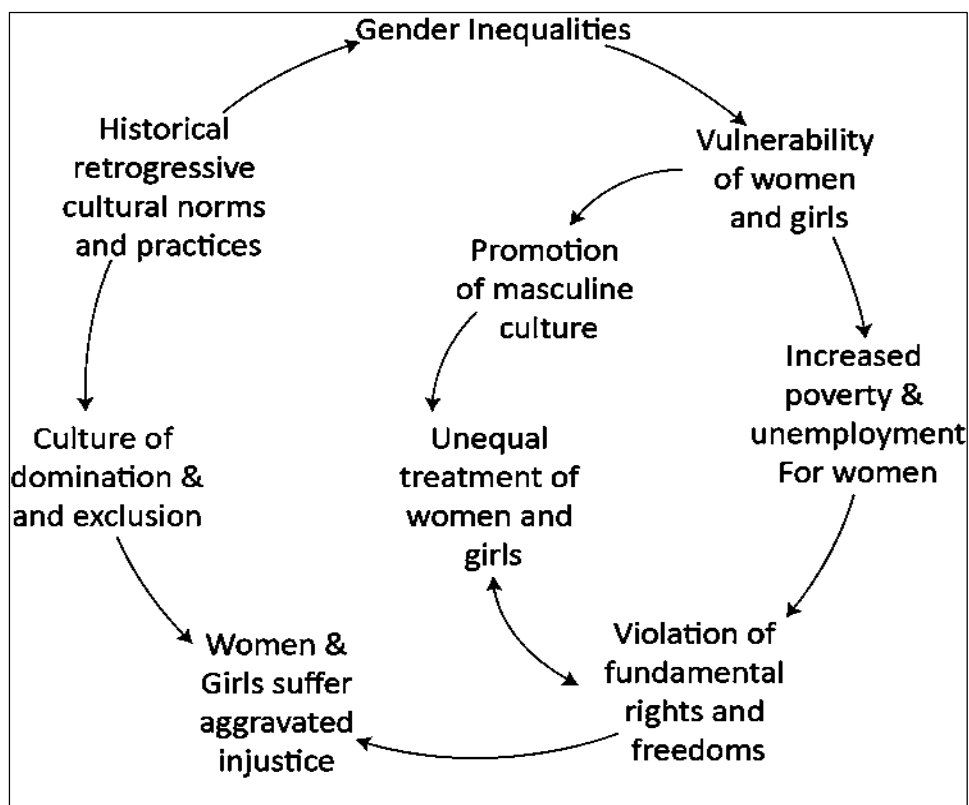 Gender Inequalities
Historical
retrogressive
cultural norms
and practices
Vulnerability
of women
and girls
Promotion
of masculine
culture
Increased
poverty &
unemployment
For women
Culture of
domination &
and exclusion
Unequal
treatment of
women and
girls
Women &
Girls suffer
aggravated
injustice
Violation of
fundamental
rights and
freedoms